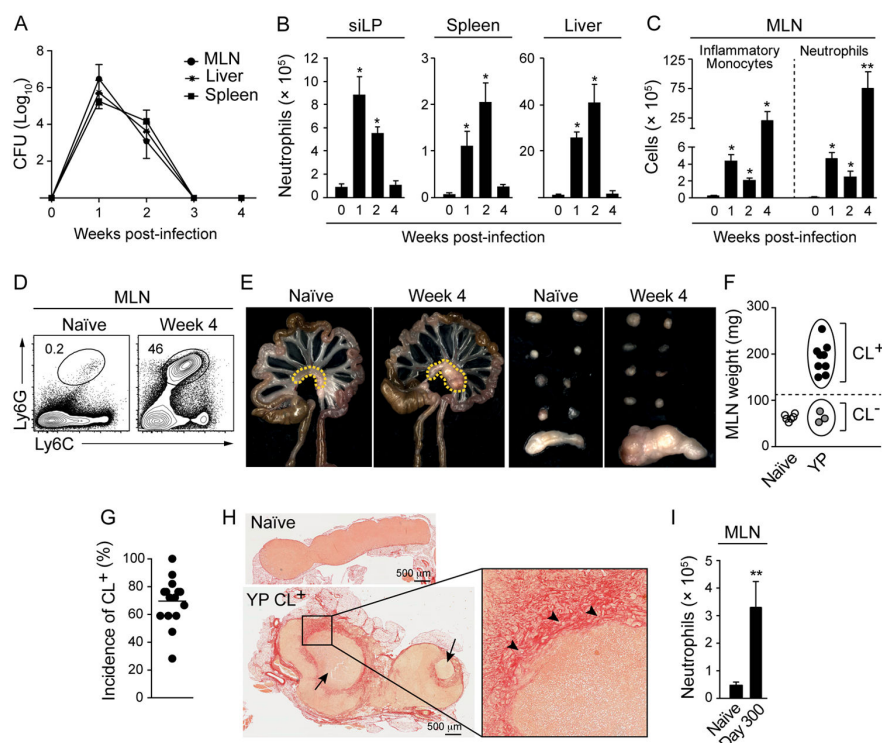 A
CFU (Log10)
10
8
6
4
2
MLN
Liver
Spleen
0 1 2 3 4
Weeks post-infection
B
siLP Spleen Liver
Neutrophils (× 10⁵)
12
10
8
6
4
2
0
3
2
1
0
60
40
20
0
* * * * * *
0 1 2 4 0 1 2 4 0 1 2 4
Weeks post-infection
C
MLN
Inflammatory
Monocytes
Neutrophils
Cells (× 10⁵)
125
75
25
6
4
2
0
* * * * * **
0 1 2 4 0 1 2 4
Weeks post-infection
D
MLN
Naïve Week 4
0.2 46
Ly6G
Ly6C
E
Naïve Week 4 Naïve Week 4
F
MLN weight (mg)
300
200
100
0
CL⁺
CL⁻
Naïve
YP
G
Incidence of CL⁺ (%)
100
80
60
40
20
0
H
Naïve
500 µm
YP CL⁺
500 µm
I
MLN
Neutrophils (× 10⁵)
5
4
3
2
1
0
**
Naïve
Day 300